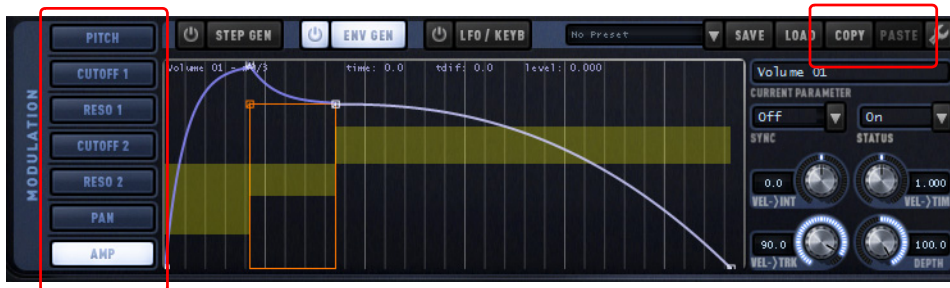 MODULATION
PITCH
CUTOFF 1
RESO 1
CUTOFF 2
RESO 2
PAN
AMP
STEP GEN
ENV GEN
LFO / KEYB
No Preset
SAVE
LOAD
COPY
PASTE
Volume 01 - /3 time: 0.0 tdif: 0.0 level: 0.000
Volume 01
CURRENT PARAMETER
Off On
SYNC STATUS
0.0 1.000
VEL->INT VEL->TIM
90.0 100.0
VEL->TRK DEPTH